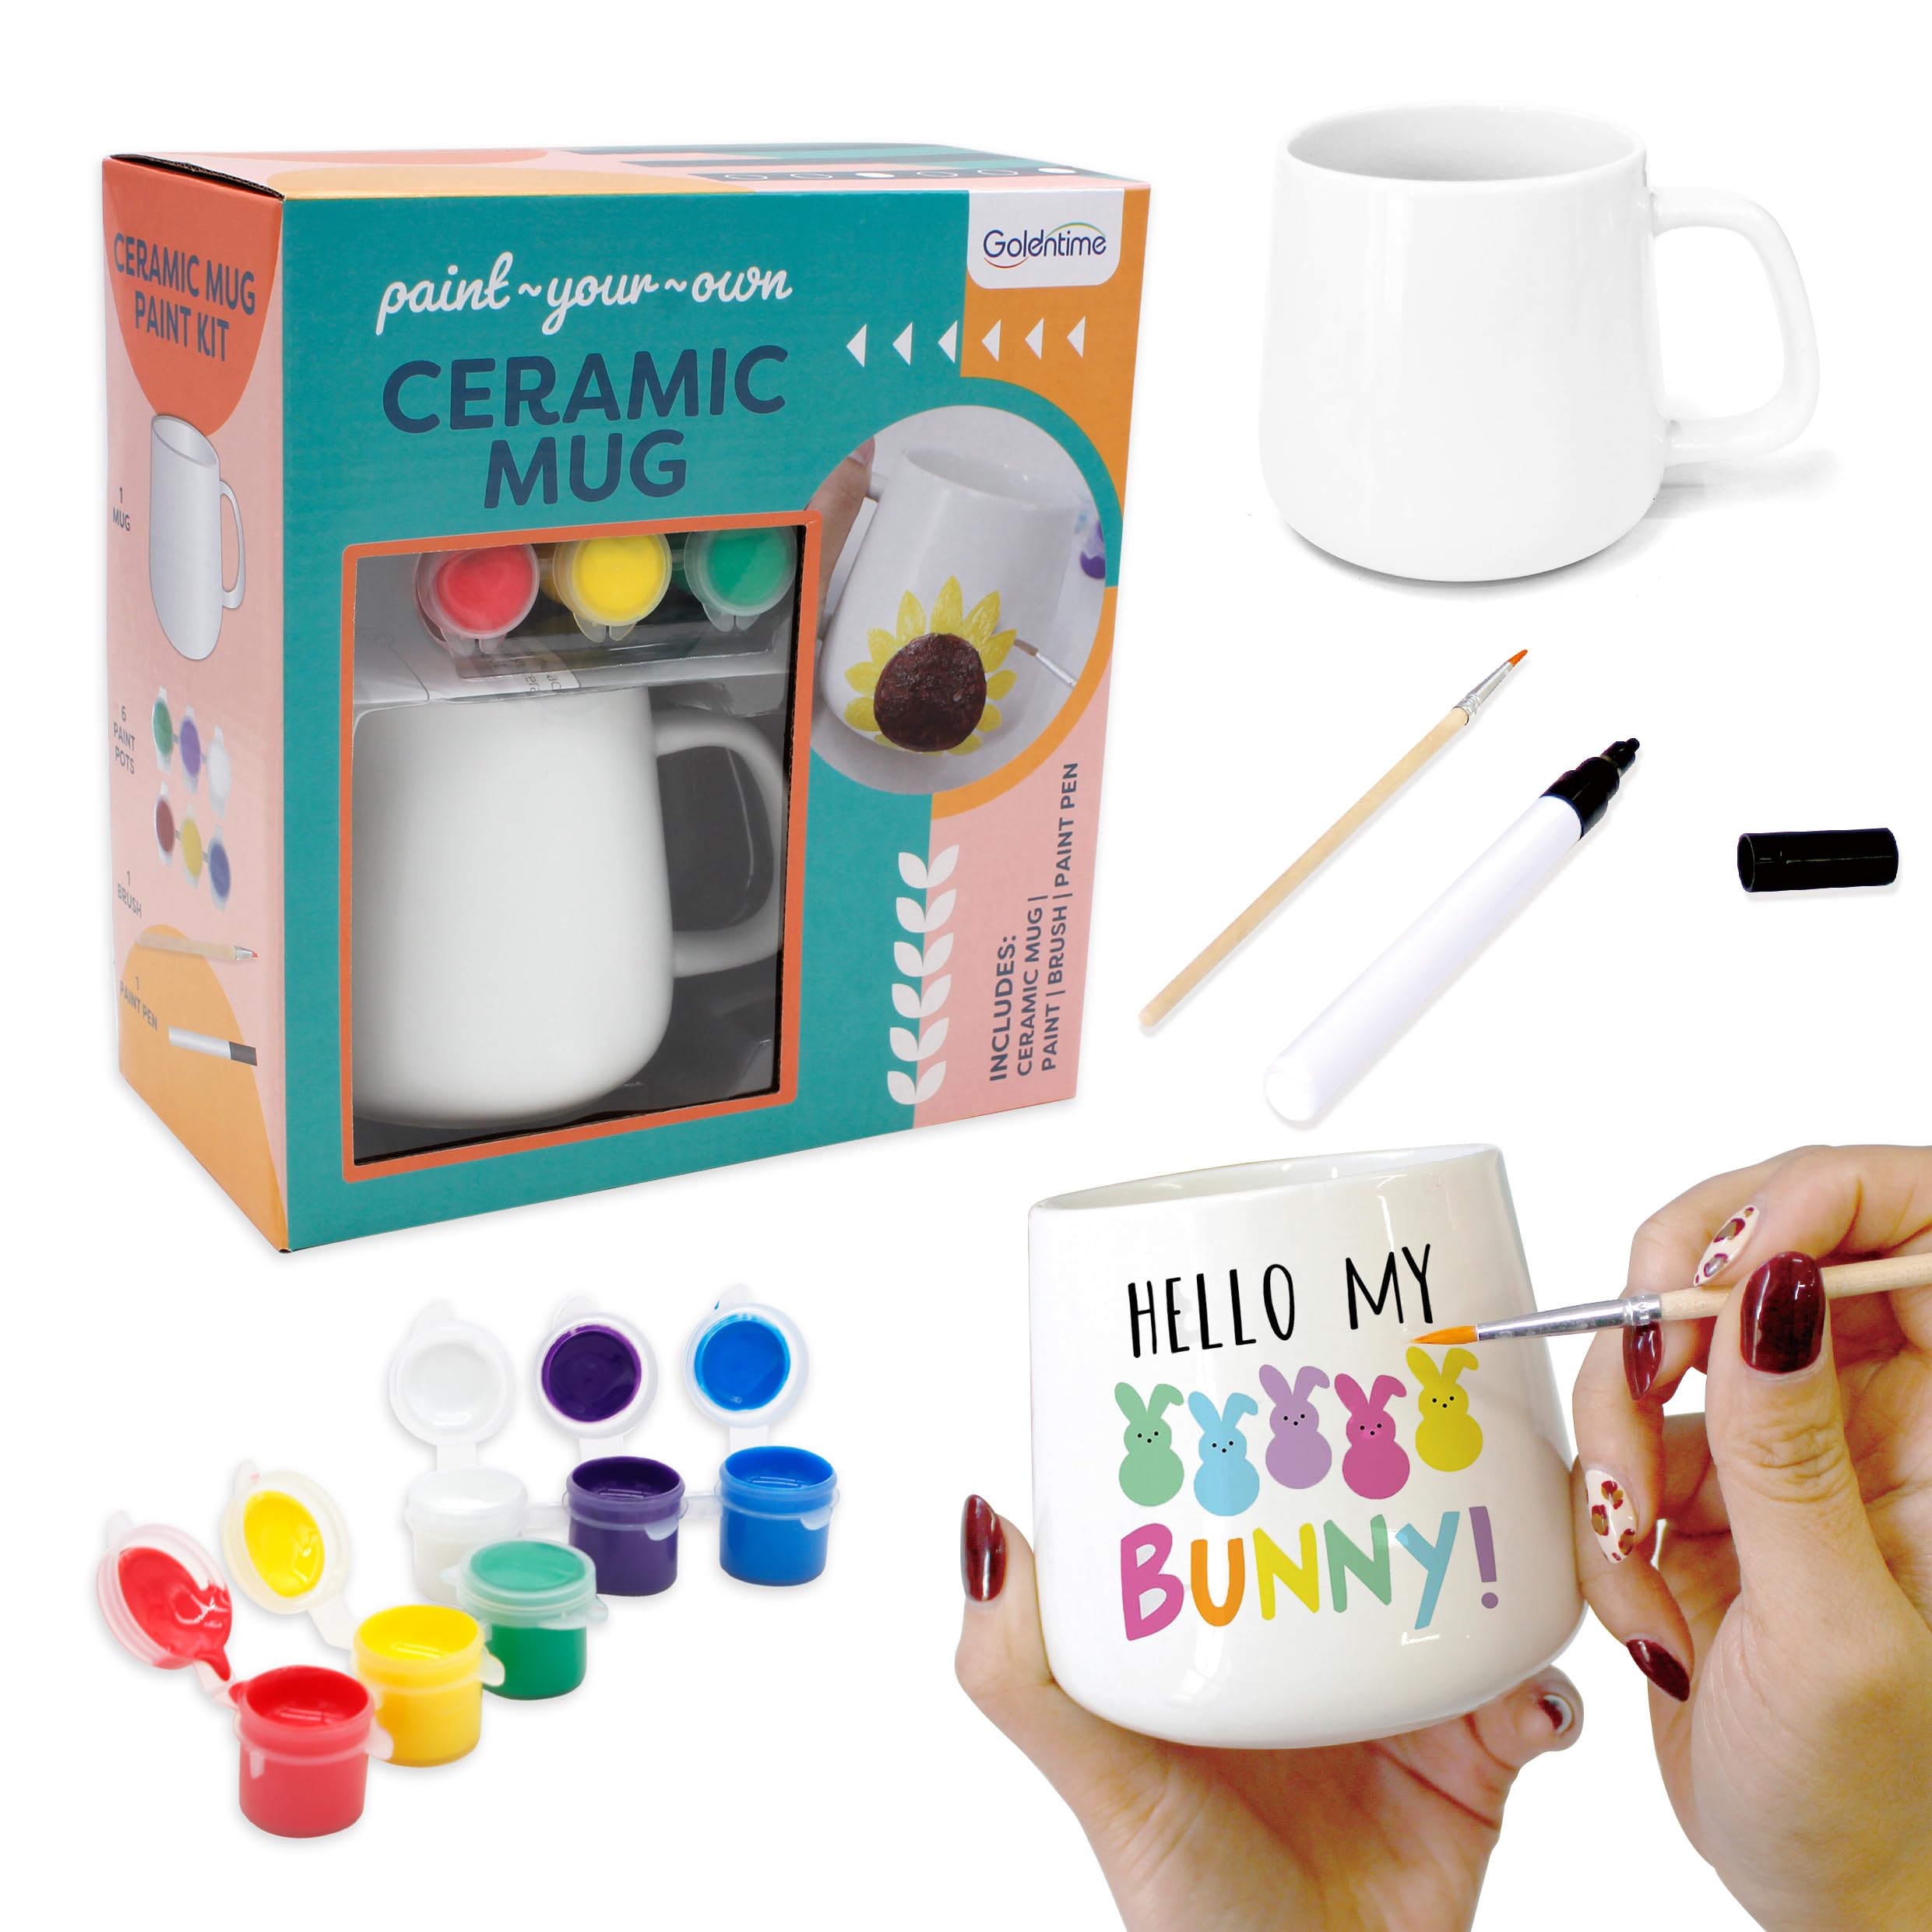 CERAMIC MUG
PAINT KIT
1
MUG
6
PAINT
POTS
1
BRUSH
1
PAINT PEN
paint~your~own
CERAMIC
MUG
Goldntime
INCLUDES:
CERAMIC MUG |
PAINT | BRUSH | PAINT PEN
HELLO MY
BUNNY!